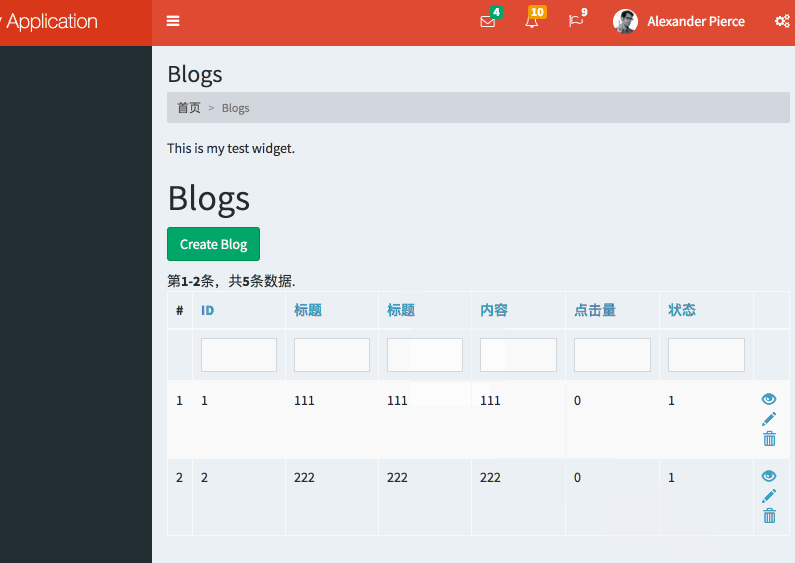 Application
4
10
9
Alexander Pierce
Blogs
首页 > Blogs
This is my test widget.
Blogs
Create Blog
第1-2条，共5条数据.
# ID 标题 标题 内容 点击量 状态
1 1 111 111 111 0 1
2 2 222 222 222 0 1